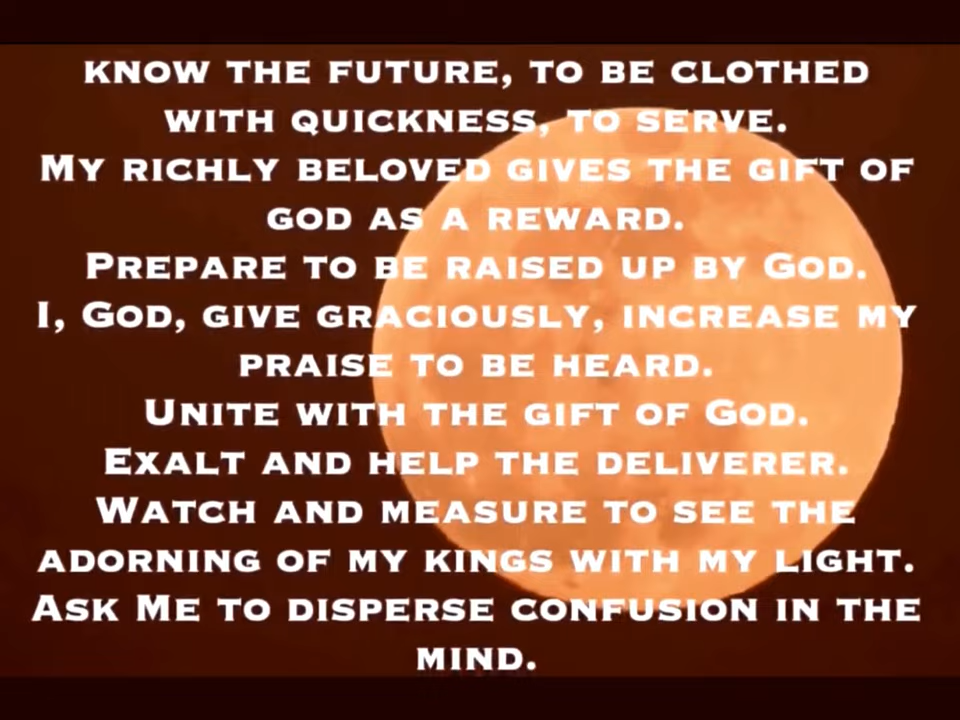 know the future, to be clothed
with quickness, to serve.
My richly beloved gives the gift of
god as a reward.
Prepare to be raised up by God.
I, God, give graciously, increase my
praise to be heard.
Unite with the gift of God.
Exalt and help the deliverer.
Watch and measure to see the
adorning of my kings with my light.
Ask Me to disperse confusion in the
mind.